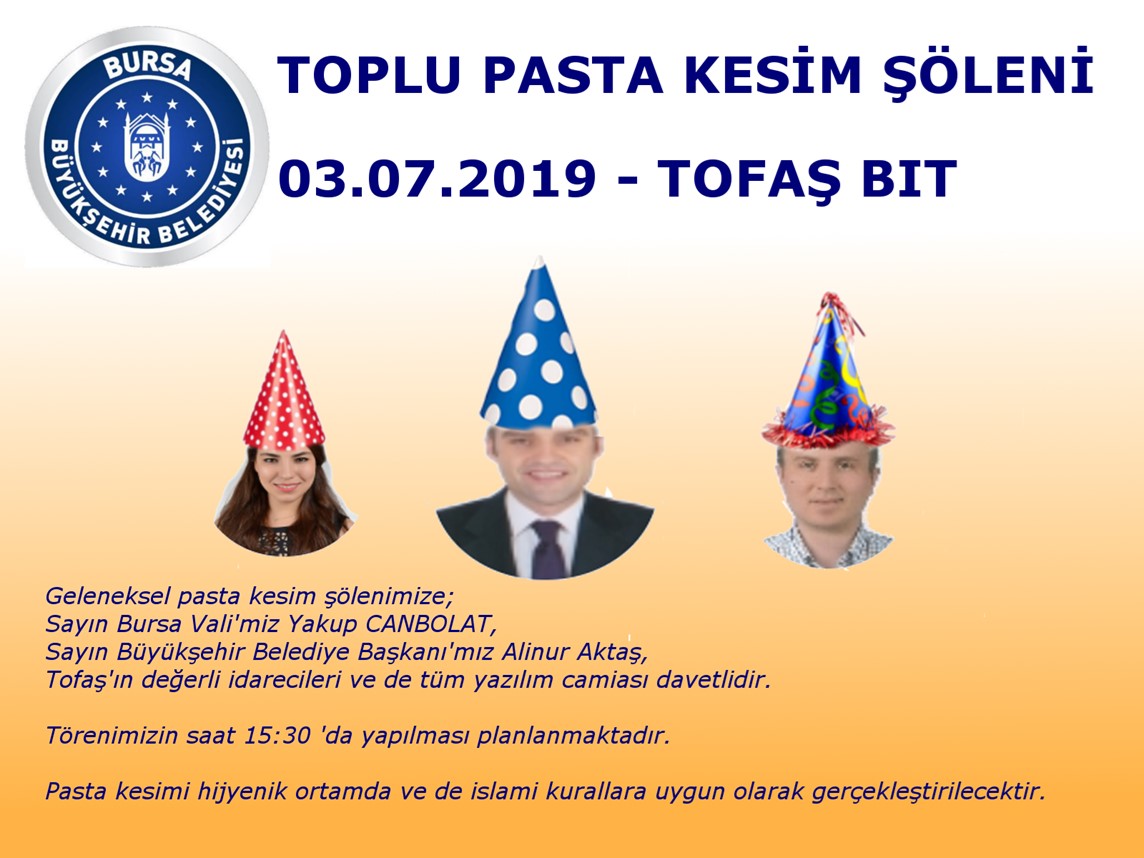 BURSA
BÜYÜKŞEHİR BELEDİYESİ
TOPLU PASTA KESİM ŞÖLENİ
03.07.2019 - TOFAŞ BIT
Geleneksel pasta kesim şölenimize;
Sayın Bursa Vali'miz Yakup CANBOLAT,
Sayın Büyükşehir Belediye Başkanı'mız Alinur Aktaş,
Tofaş'ın değerli idarecileri ve de tüm yazılım camiası davetlidir.
Törenimizin saat 15:30 'da yapılması planlanmaktadır.
Pasta kesimi hijyenik ortamda ve de islami kurallara uygun olarak gerçekleştirilecektir.